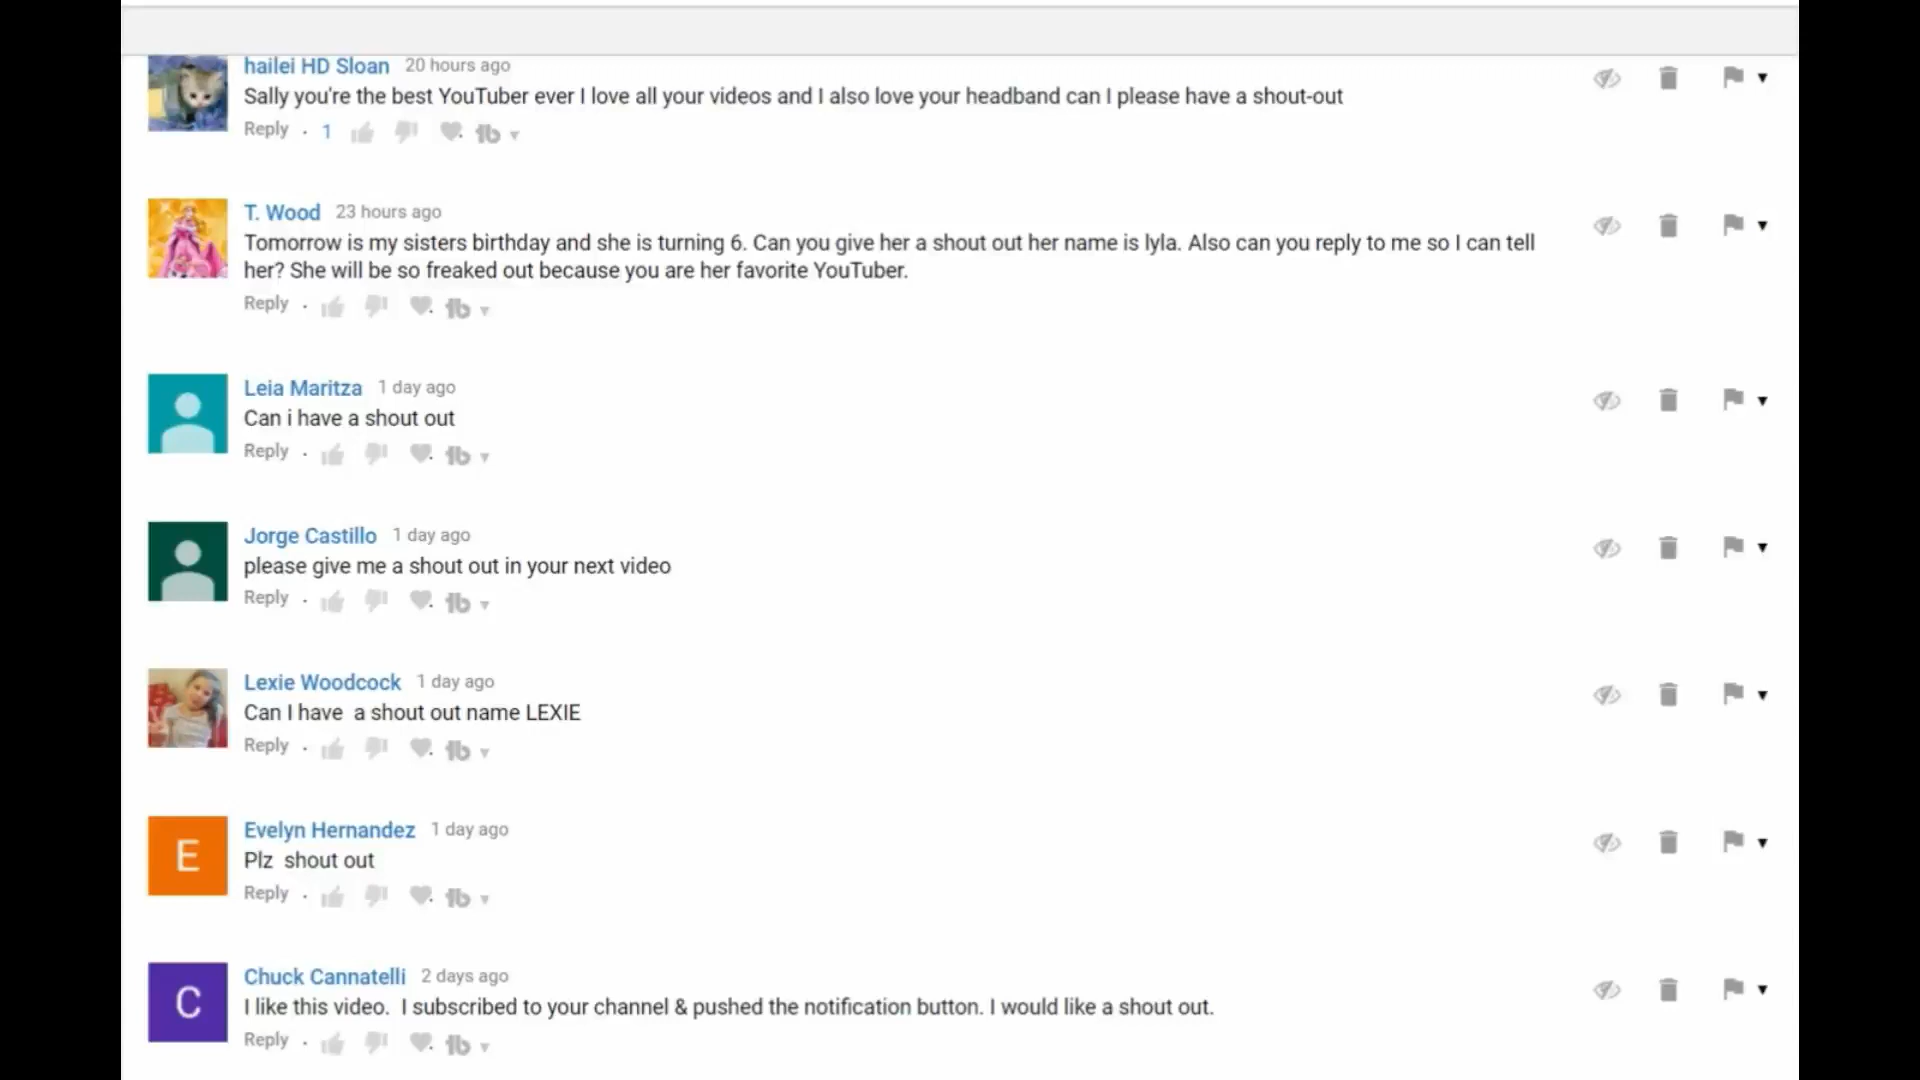 hailei HD Sloan 20 hours ago
Sally you're the best YouTuber ever I love all your videos and I also love your headband can I please have a shout-out
Reply · 1
T. Wood 23 hours ago
Tomorrow is my sisters birthday and she is turning 6. Can you give her a shout out her name is lyla. Also can you reply to me so I can tell
her? She will be so freaked out because you are her favorite YouTuber.
Reply ·
Leia Maritza 1 day ago
Can i have a shout out
Reply ·
Jorge Castillo 1 day ago
please give me a shout out in your next video
Reply ·
Lexie Woodcock 1 day ago
Can I have  a shout out name LEXIE
Reply ·
E
Evelyn Hernandez 1 day ago
Plz  shout out
Reply ·
C
Chuck Cannatelli 2 days ago
I like this video.  I subscribed to your channel & pushed the notification button. I would like a shout out.
Reply ·